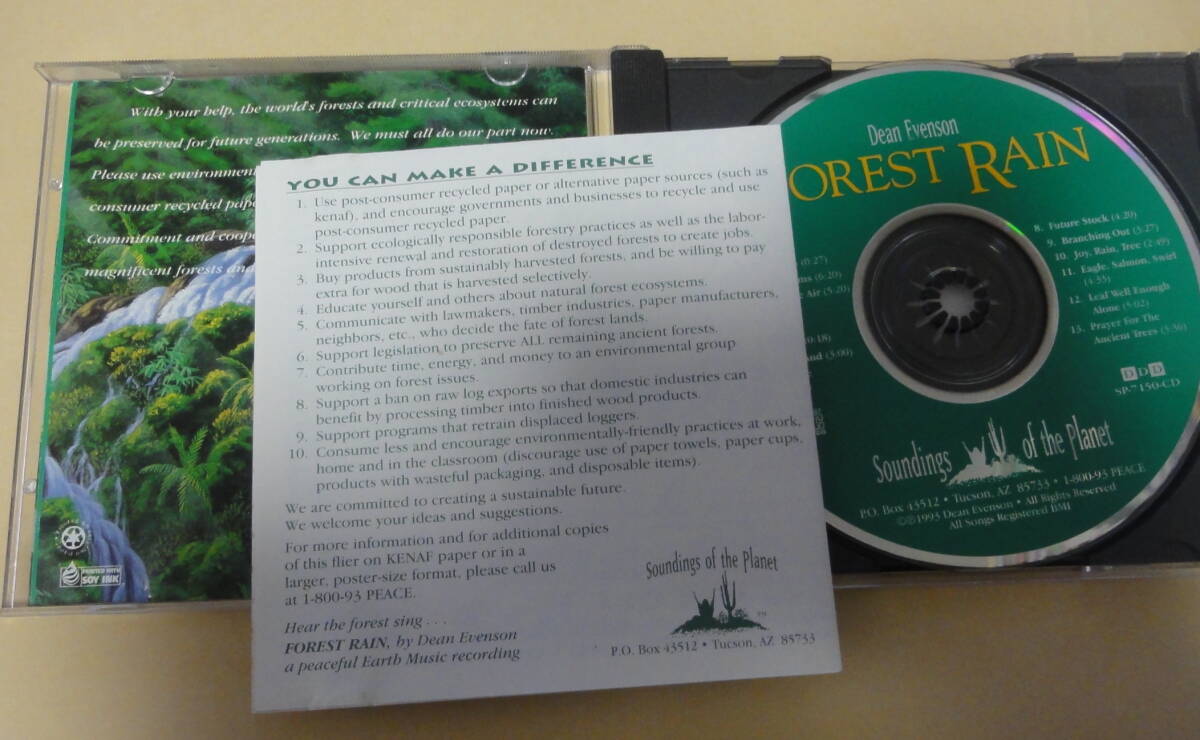 With your help, the world's forests and critical ecosystems can
be preserved for future generations. We must all do our part now.
Please use
consumer recycled
Commitment and
magnificent forests
PRINTED WITH
SOY INK
YOU CAN MAKE A DIFFERENCE
1. Use post-consumer recycled paper or alternative paper sources (such as
kenaf), and encourage governments and businesses to recycle and use
post-consumer recycled paper.
2. Support ecologically responsible forestry practices as well as the labor-
intensive renewal and restoration of destroyed forests to create jobs.
3. Buy products from sustainably harvested forests, and be willing to pay
extra for wood that is harvested selectively.
4. Educate yourself and others about natural forest ecosystems.
5. Communicate with lawmakers, timber industries, paper manufacturers,
neighbors, etc., who decide the fate of forest lands.
6. Support legislation to preserve ALL remaining ancient forests.
7. Contribute time, energy, and money to an environmental group
working on forest issues.
8. Support a ban on raw log exports so that domestic industries can
benefit by processing timber into finished wood products.
9. Support programs that retrain displaced loggers.
10. Consume less and encourage environmentally-friendly practices at work,
home and in the classroom (discourage use of paper towels, paper cups,
products with wasteful packaging, and disposable items).
We are committed to creating a sustainable future.
We welcome your ideas and suggestions.
For more information and for additional copies
of this flier on KENAF paper or in a
larger, poster-size format, please call us
at 1-800-93 PEACE.
Hear the forest sing . . .
FOREST RAIN, by Dean Evenson
a peaceful Earth Music recording
Soundings of the Planet
TM
P.O. Box 43512 • Tucson, AZ 85733
Dean Evenson
OREST RAIN
(6:20)
Air (5:20)
(3:00)
8. Future Stock (4:20)
9. Branching Out (3:27)
10. Joy, Rain, Tree (2:49)
11. Eagle, Salmon, Swirl
(4:33)
12. Leaf Well Enough
Alone (5:02)
13. Prayer For The
Ancient Trees (3:36)
DDD
SP-7150-CD
Soundings of the Planet
P.O. Box 43512 • Tucson, AZ 85733 • 1-800-93 PEACE
©℗1993 Dean Evenson • All Rights Reserved
All Songs Registered BMI